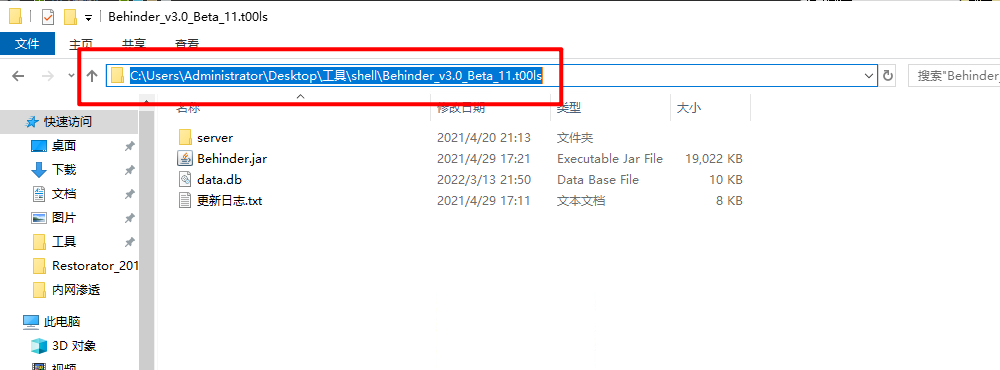 Behinder_v3.0_Beta_11.t00ls
文件 主页 共享 查看
C:\Users\Administrator\Desktop\工具\shell\Behinder_v3.0_Beta_11.t00ls 搜索"Behinder_
名称 修改日期 类型 大小
快速访问
桌面
下载
文档
图片
工具
Restorator_201
内网渗透
此电脑
3D 对象
视频
server 2021/4/20 21:13 文件夹
Behinder.jar 2021/4/29 17:21 Executable Jar File 19,022 KB
data.db 2022/3/13 21:50 Data Base File 10 KB
更新日志.txt 2021/4/29 17:11 文本文档 8 KB